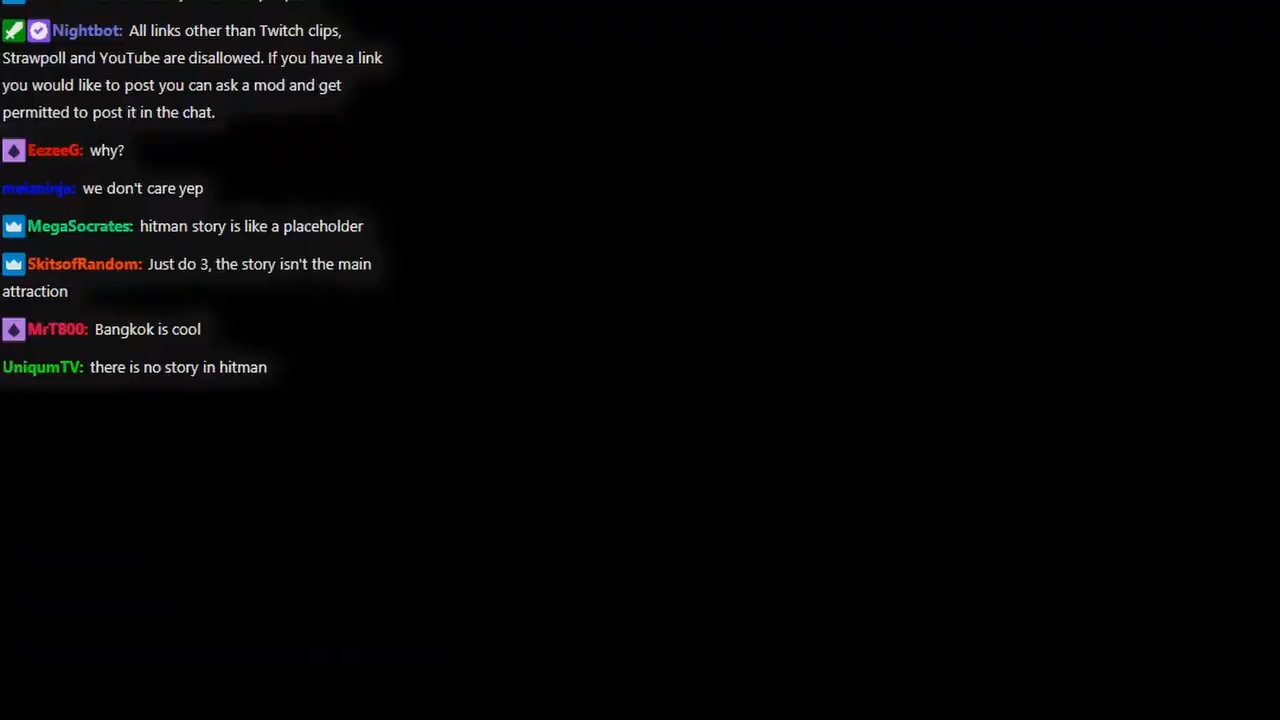 Nightbot: All links other than Twitch clips,
Strawpoll and YouTube are disallowed. If you have a link
you would like to post you can ask a mod and get
permitted to post it in the chat.
EezeeG: why?
meizninja: we don't care yep
MegaSocrates: hitman story is like a placeholder
SkitsofRandom: Just do 3, the story isn't the main
attraction
MrT800: Bangkok is cool
UniqumTV: there is no story in hitman